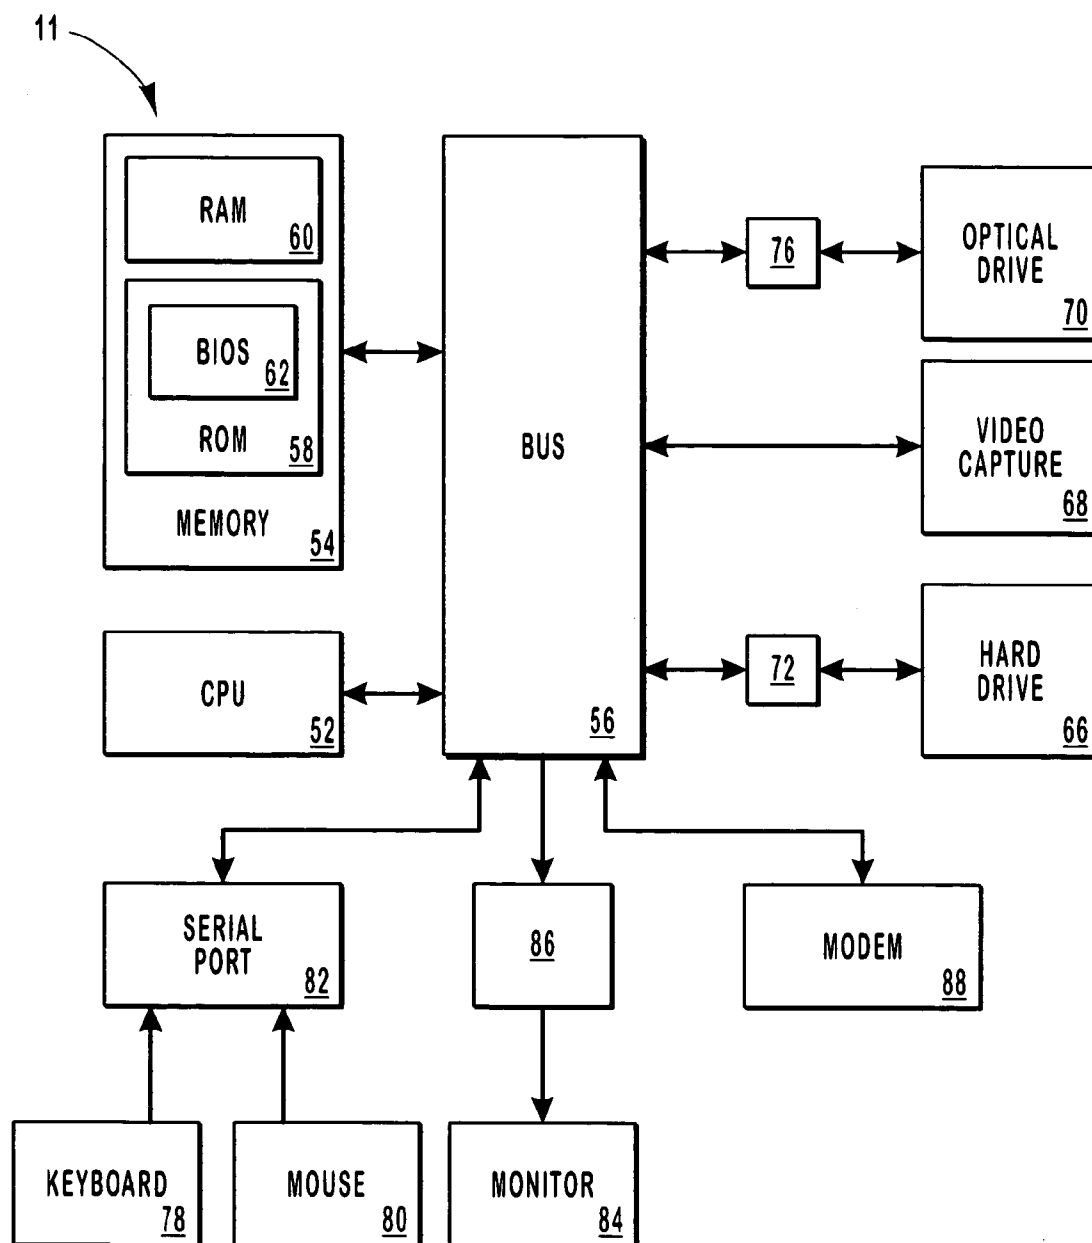 11
RAM
60
BIOS
62
ROM
58
MEMORY
54
CPU
52
BUS
56
76
OPTICAL
DRIVE
70
VIDEO
CAPTURE
68
72
HARD
DRIVE
66
SERIAL
PORT
82
86
MODEM
88
KEYBOARD
78
MOUSE
80
MONITOR
84